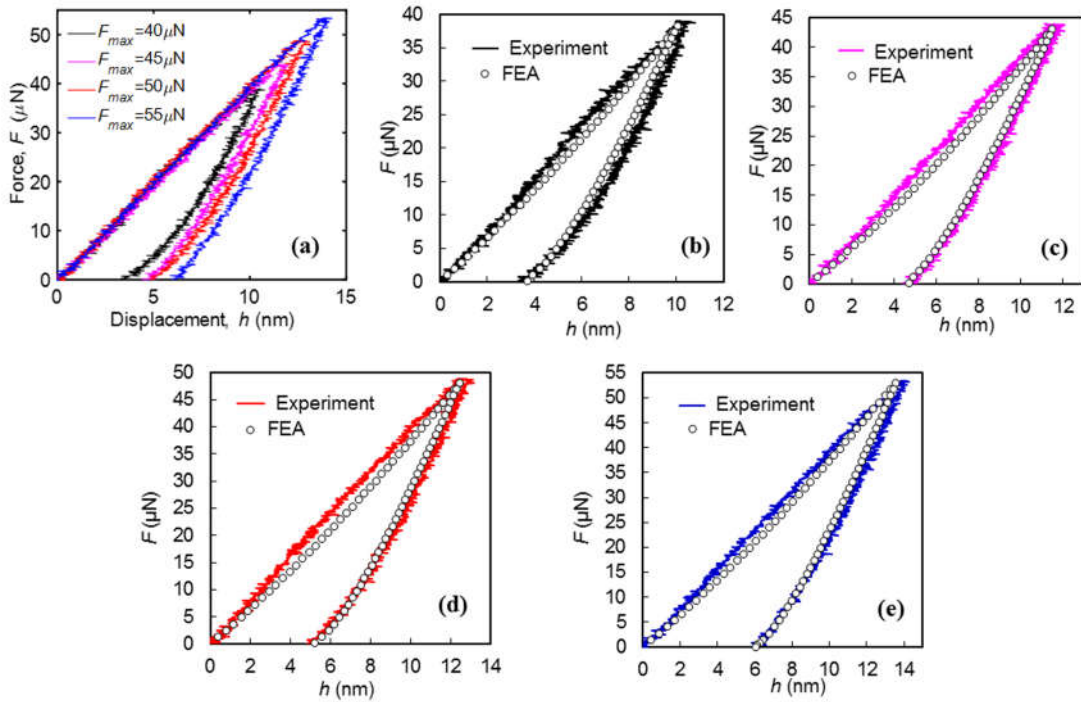 F_max=40μN
F_max=45μN
F_max=50μN
F_max=55μN
50
40
30
20
10
0
Force, F (μN)
0 5 10 15
Displacement, h (nm)
(a)
40
35
30
25
20
15
10
5
0
F (μN)
Experiment
FEA
0 2 4 6 8 10 12
h (nm)
(b)
45
40
35
30
25
20
15
10
5
0
F (μN)
Experiment
FEA
0 2 4 6 8 10 12
h (nm)
(c)
50
45
40
35
30
25
20
15
10
5
0
F (μN)
Experiment
FEA
0 2 4 6 8 10 12 14
h (nm)
(d)
55
50
45
40
35
30
25
20
15
10
5
0
F (μN)
Experiment
FEA
0 2 4 6 8 10 12 14
h (nm)
(e)